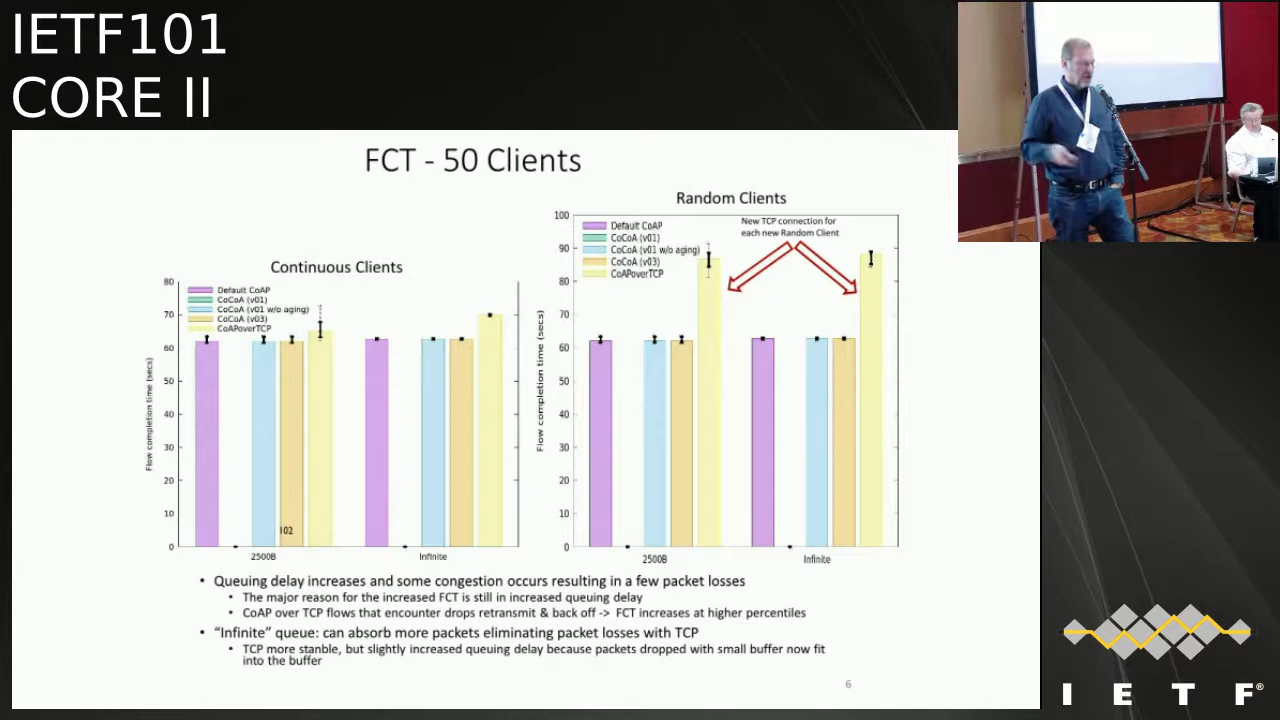 IETF101
CORE II
FCT - 50 Clients
Continuous Clients
80
70
60
50
40
30
20
10
0
Flow completion time (secs)
Default CoAP
CoCoA (v01)
CoCoA (v01 w/o aging)
CoCoA (v03)
CoAPoverTCP
102
2500B
Infinite
Random Clients
100
90
80
70
60
50
40
30
20
10
0
Flow completion time (secs)
Default CoAP
CoCoA (v01)
CoCoA (v01 w/o aging)
CoCoA (v03)
CoAPoverTCP
New TCP connection for
each new Random Client
2500B
Infinite
• Queuing delay increases and some congestion occurs resulting in a few packet losses
• The major reason for the increased FCT is still in increased queuing delay
• CoAP over TCP flows that encounter drops retransmit & back off -> FCT increases at higher percentiles
• “Infinite” queue: can absorb more packets eliminating packet losses with TCP
• TCP more stanble, but slightly increased queuing delay because packets dropped with small buffer now fit
into the buffer
6
I E T F®